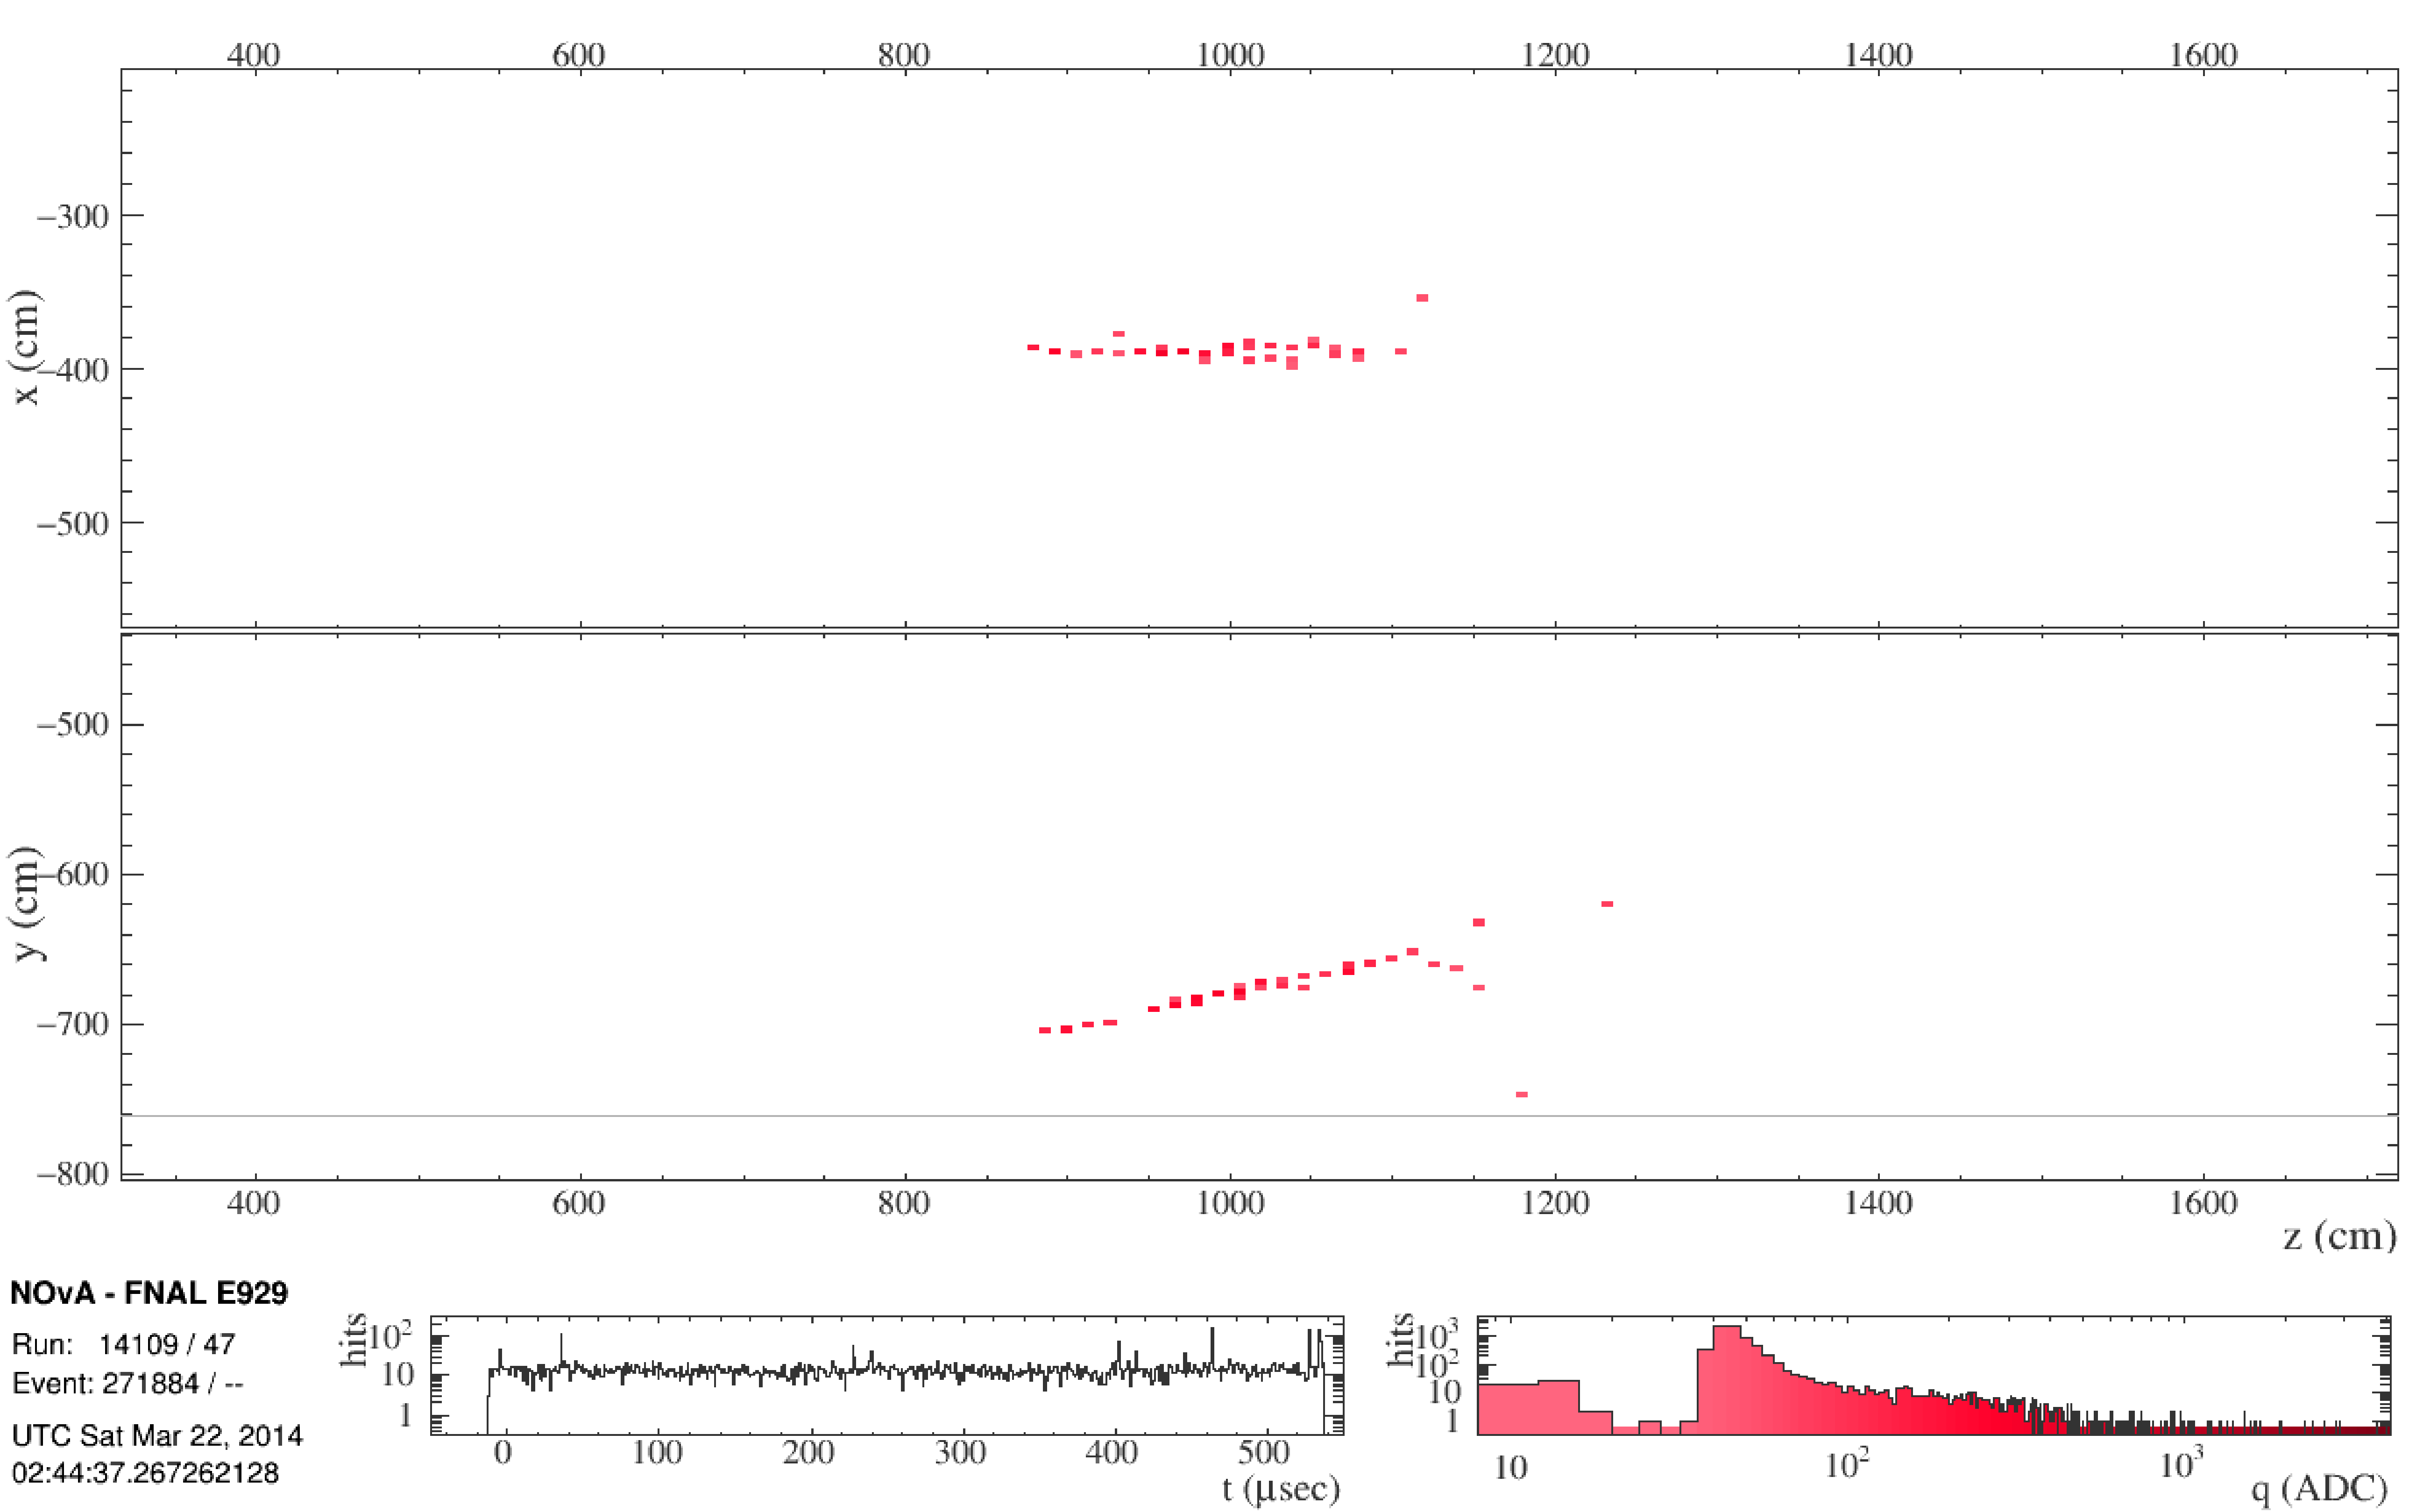 400 600 800 1000 1200 1400 1600
x (cm)
−300
−400
−500
y (cm)
−500
−600
−700
−800
400 600 800 1000 1200 1400 1600
z (cm)
NOvA - FNAL E929
Run: 14109 / 47
Event: 271884 / --
UTC Sat Mar 22, 2014
02:44:37.267262128
hits
10²
10
1
0 100 200 300 400 500
t (μsec)
hits
10³
10²
10
1
10 10² 10³
q (ADC)